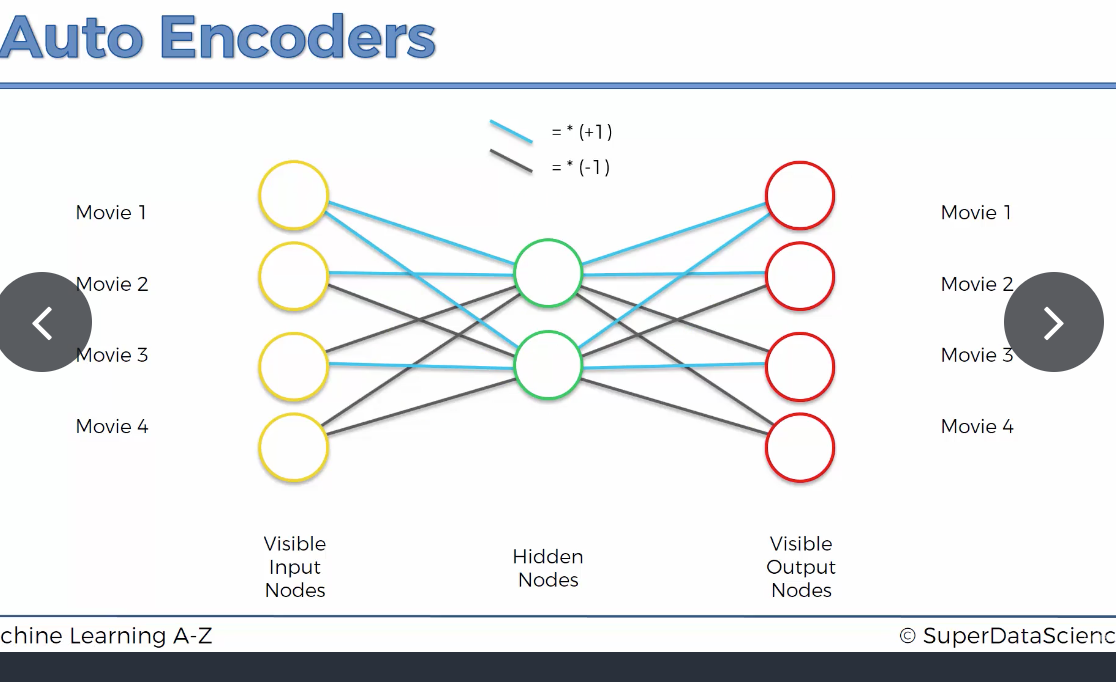 Auto Encoders
= * (+1)
= * (-1)
Movie 1
Movie 2
Movie 3
Movie 4
Movie 1
Movie 2
Movie 3
Movie 4
Visible
Input
Nodes
Hidden
Nodes
Visible
Output
Nodes
chine Learning A-Z
© SuperDataScienc